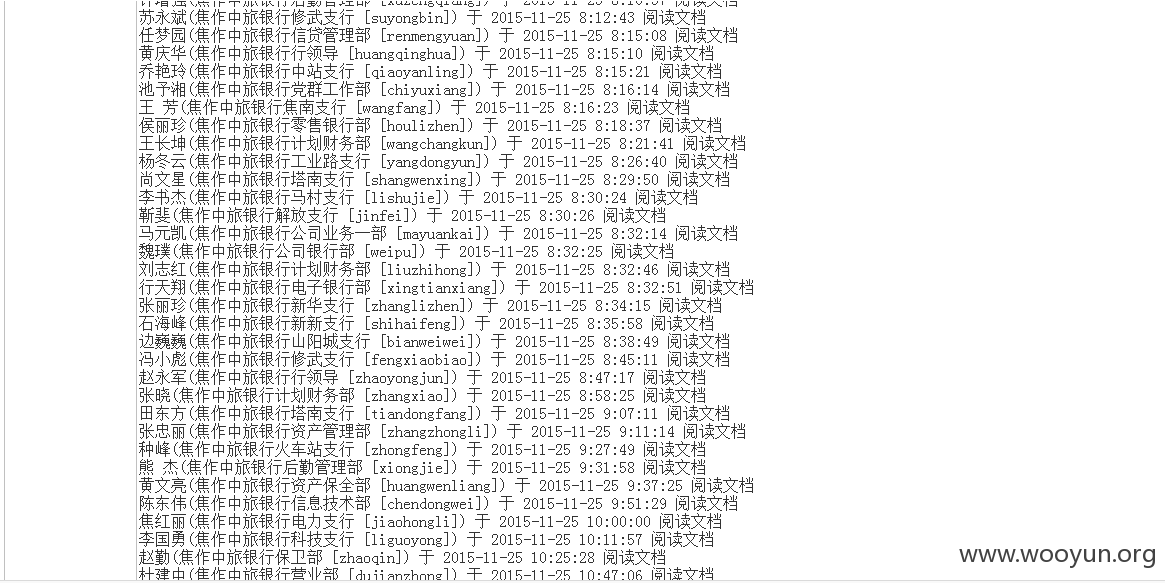 苏永斌(焦作中旅银行修武支行 [suyongbin]) 于 2015-11-25 8:12:43 阅读文档
任梦园(焦作中旅银行信贷管理部 [renmengyuan]) 于 2015-11-25 8:15:08 阅读文档
黄庆华(焦作中旅银行行领导 [huangqinghua]) 于 2015-11-25 8:15:10 阅读文档
乔艳玲(焦作中旅银行中站支行 [qiaoyanling]) 于 2015-11-25 8:15:21 阅读文档
池予湘(焦作中旅银行党群工作部 [chiyuxiang]) 于 2015-11-25 8:16:14 阅读文档
王 芳(焦作中旅银行焦南支行 [wangfang]) 于 2015-11-25 8:16:23 阅读文档
侯丽珍(焦作中旅银行零售银行部 [houlizhen]) 于 2015-11-25 8:18:37 阅读文档
王长坤(焦作中旅银行计划财务部 [wangchangkun]) 于 2015-11-25 8:21:41 阅读文档
杨冬云(焦作中旅银行工业路支行 [yangdongyun]) 于 2015-11-25 8:26:40 阅读文档
尚文星(焦作中旅银行塔南支行 [shangwenxing]) 于 2015-11-25 8:29:50 阅读文档
李书杰(焦作中旅银行马村支行 [lishujie]) 于 2015-11-25 8:30:24 阅读文档
靳斐(焦作中旅银行解放支行 [jinfei]) 于 2015-11-25 8:30:26 阅读文档
马元凯(焦作中旅银行公司业务一部 [mayuankai]) 于 2015-11-25 8:32:14 阅读文档
魏璞(焦作中旅银行公司银行部 [weipu]) 于 2015-11-25 8:32:25 阅读文档
刘志红(焦作中旅银行计划财务部 [liuzhihong]) 于 2015-11-25 8:32:46 阅读文档
行天翔(焦作中旅银行电子银行部 [xingtianxiang]) 于 2015-11-25 8:32:51 阅读文档
张丽珍(焦作中旅银行新华支行 [zhanglizhen]) 于 2015-11-25 8:34:15 阅读文档
石海峰(焦作中旅银行新新支行 [shihaifeng]) 于 2015-11-25 8:35:58 阅读文档
边巍巍(焦作中旅银行山阳城支行 [bianweiwei]) 于 2015-11-25 8:38:49 阅读文档
冯小彪(焦作中旅银行修武支行 [fengxiaobiao]) 于 2015-11-25 8:45:11 阅读文档
赵永军(焦作中旅银行行领导 [zhaoyongjun]) 于 2015-11-25 8:47:17 阅读文档
张晓(焦作中旅银行计划财务部 [zhangxiao]) 于 2015-11-25 8:58:25 阅读文档
田东方(焦作中旅银行塔南支行 [tiandongfang]) 于 2015-11-25 9:07:11 阅读文档
张忠丽(焦作中旅银行资产管理部 [zhangzhongli]) 于 2015-11-25 9:11:14 阅读文档
种峰(焦作中旅银行火车站支行 [zhongfeng]) 于 2015-11-25 9:27:49 阅读文档
熊 杰(焦作中旅银行后勤管理部 [xiongjie]) 于 2015-11-25 9:31:58 阅读文档
黄文亮(焦作中旅银行资产保全部 [huangwenliang]) 于 2015-11-25 9:37:25 阅读文档
陈东伟(焦作中旅银行信息技术部 [chendongwei]) 于 2015-11-25 9:51:29 阅读文档
焦红丽(焦作中旅银行电力支行 [jiaohongli]) 于 2015-11-25 10:00:00 阅读文档
李国勇(焦作中旅银行科技支行 [liguoyong]) 于 2015-11-25 10:11:57 阅读文档
赵勤(焦作中旅银行保卫部 [zhaoqin]) 于 2015-11-25 10:25:28 阅读文档
杜建中(焦作中旅银行营业部 [dujianzhong]) 于 2015-11-25 10:47:06 阅读文档
www.wooyun.org